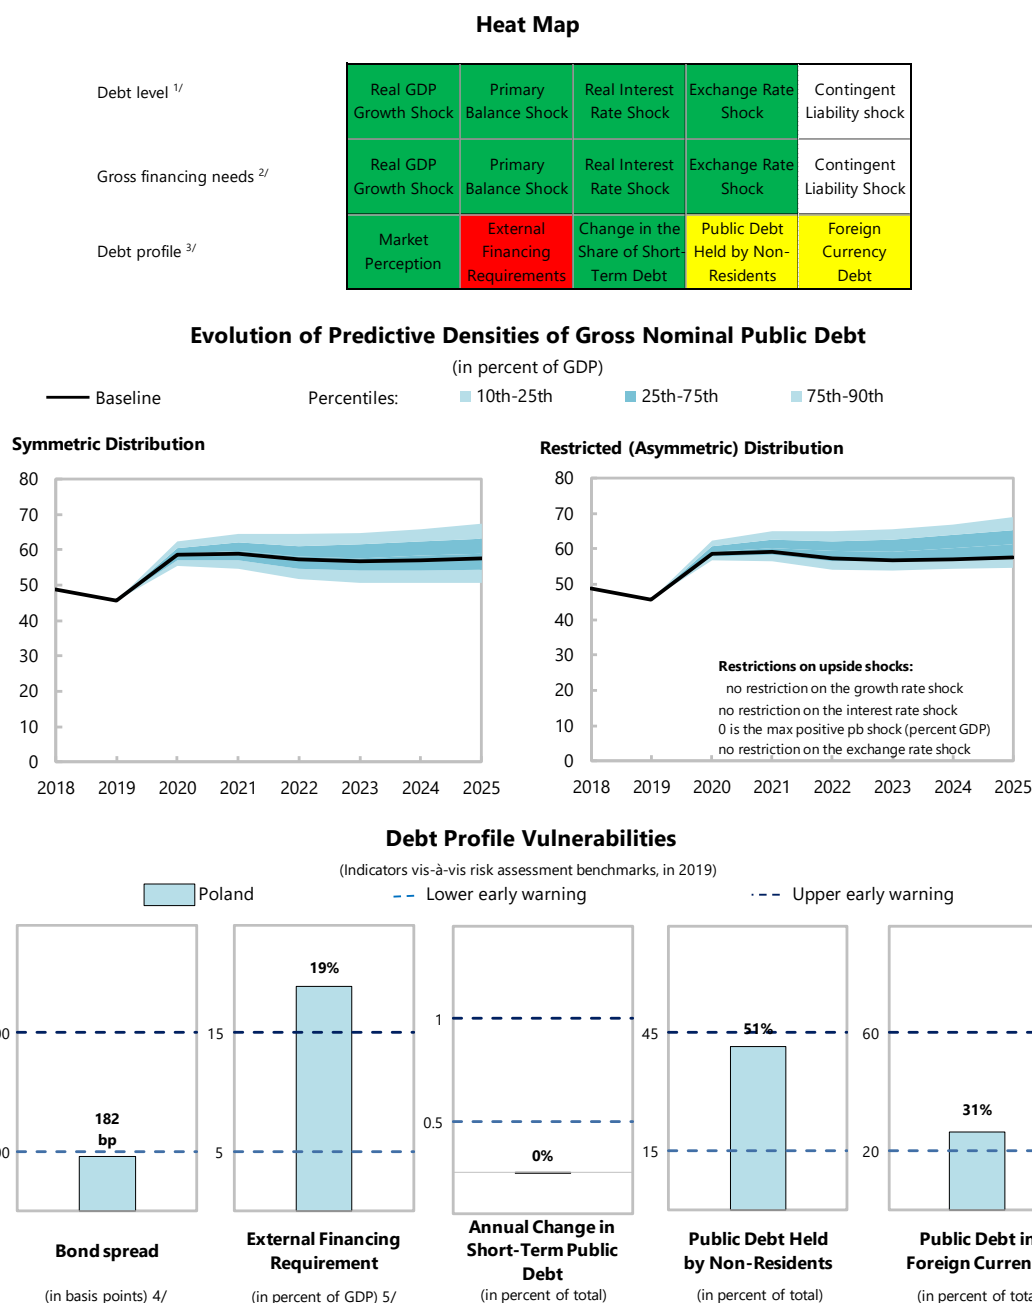 Heat Map
Debt level 1/
Real GDP Growth Shock
Primary Balance Shock
Real Interest Rate Shock
Exchange Rate Shock
Contingent Liability shock
Gross financing needs 2/
Real GDP Growth Shock
Primary Balance Shock
Real Interest Rate Shock
Exchange Rate Shock
Contingent Liability Shock
Debt profile 3/
Market Perception
External Financing Requirements
Change in the Share of Short-Term Debt
Public Debt Held by Non-Residents
Foreign Currency Debt
Evolution of Predictive Densities of Gross Nominal Public Debt
(in percent of GDP)
Baseline Percentiles: 10th-25th 25th-75th 75th-90th
Symmetric Distribution
80
70
60
50
40
30
20
10
0
2018 2019 2020 2021 2022 2023 2024 2025
Restricted (Asymmetric) Distribution
80
70
60
50
40
30
20
10
0
Restrictions on upside shocks:
no restriction on the growth rate shock
no restriction on the interest rate shock
0 is the max positive pb shock (percent GDP)
no restriction on the exchange rate shock
2018 2019 2020 2021 2022 2023 2024 2025
Debt Profile Vulnerabilities
(Indicators vis-à-vis risk assessment benchmarks, in 2019)
Poland Lower early warning Upper early warning
182
bp
Bond spread
(in basis points) 4/
19%
15
5
External Financing
Requirement
(in percent of GDP) 5/
1
0.5
0%
Annual Change in
Short-Term Public
Debt
(in percent of total)
45
51%
15
Public Debt Held
by Non-Residents
(in percent of total)
60
31%
20
Public Debt in
Foreign
(in percent of